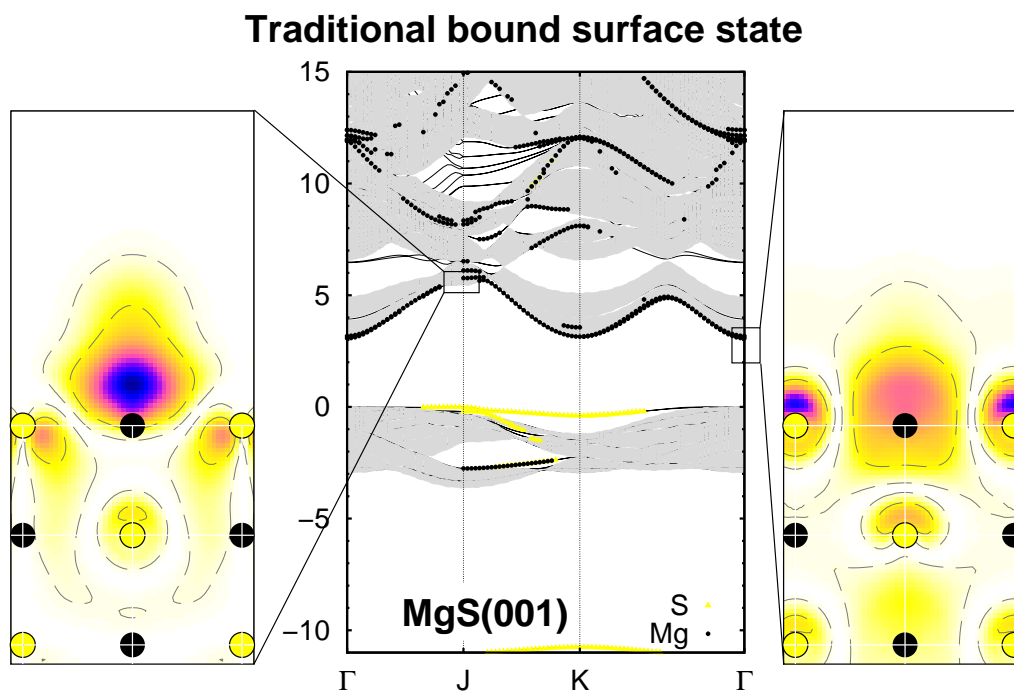 Traditional bound surface state
15
10
5
0
−5
−10
MgS(001)
S
Mg
Γ J K Γ